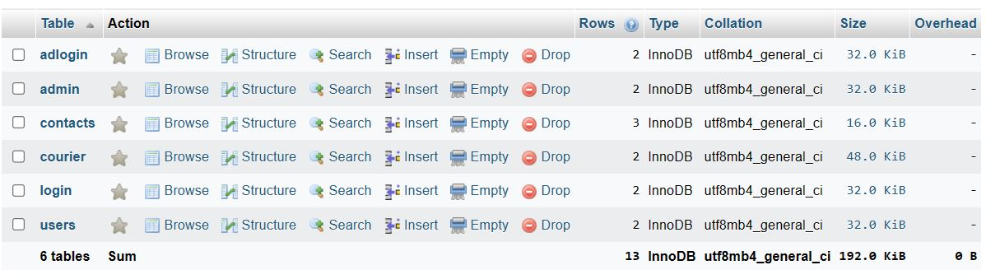 Table Action Rows Type Collation Size Overhead
adlogin Browse Structure Search Insert Empty Drop 2 InnoDB utf8mb4_general_ci 32.0 KiB -
admin Browse Structure Search Insert Empty Drop 2 InnoDB utf8mb4_general_ci 32.0 KiB -
contacts Browse Structure Search Insert Empty Drop 3 InnoDB utf8mb4_general_ci 16.0 KiB -
courier Browse Structure Search Insert Empty Drop 2 InnoDB utf8mb4_general_ci 48.0 KiB -
login Browse Structure Search Insert Empty Drop 2 InnoDB utf8mb4_general_ci 32.0 KiB -
users Browse Structure Search Insert Empty Drop 2 InnoDB utf8mb4_general_ci 32.0 KiB -
6 tables Sum 13 InnoDB utf8mb4_general_ci 192.0 KiB 0 B